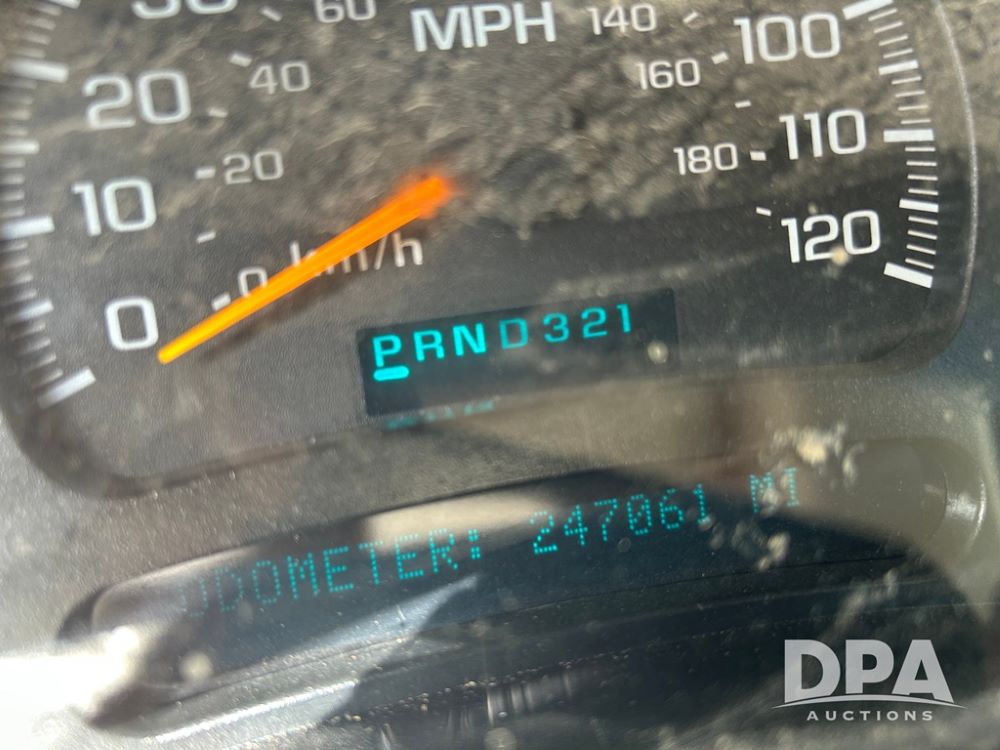 60 MPH 140 100
20 40 160
110
10 20 180
120
0 0 km/h
PRND321
ODOMETER: 247061 MI
DPA
AUCTIONS